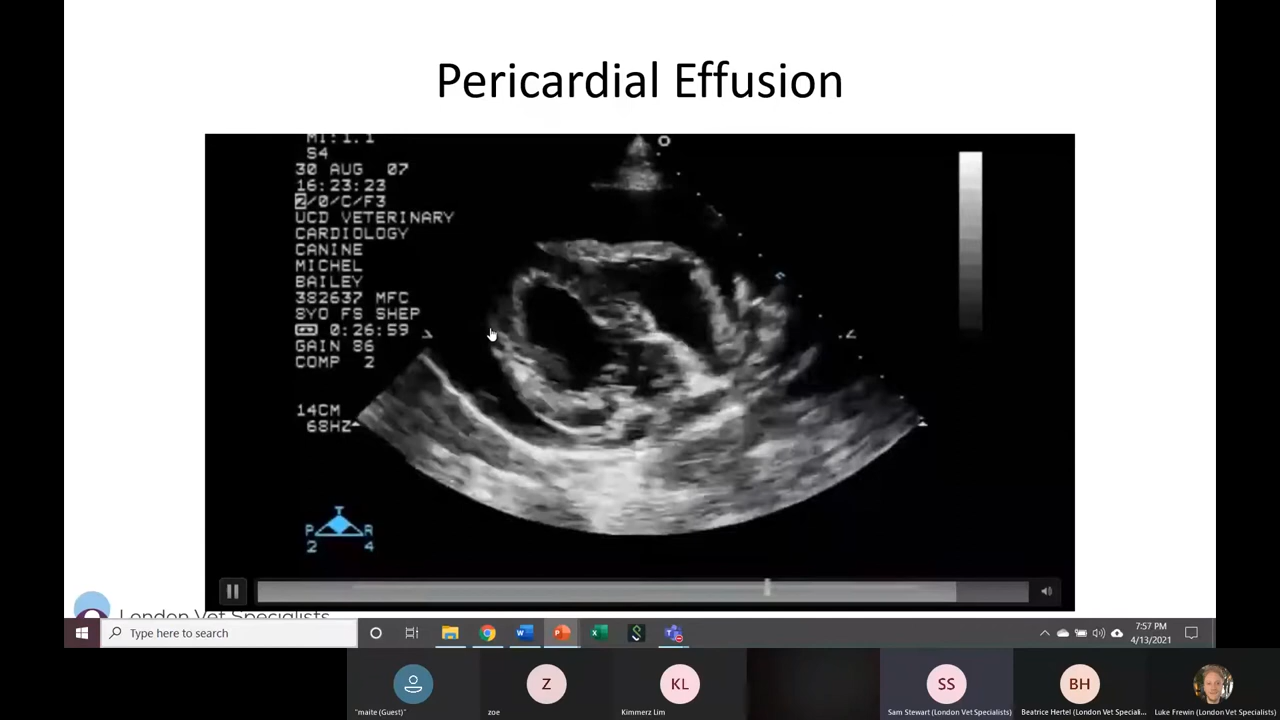 Pericardial Effusion
MI:1.1
S4
30 AUG 07
16:23:23
2/0/C/F3
UCD VETERINARY
CARDIOLOGY
CANINE
MICHEL
BAILEY
382637 MFC
8YO FS SHEP
0:26:59
GAIN 86
COMP 2
14CM
68HZ
T
P R
2 4
London Vet Specialists
Type here to search
7:57 PM
4/13/2021
Z
KL
SS
BH
"maite (Guest)"
zoe
Kimmerz Lim
Sam Stewart (London Vet Specialists)
Beatrice Hertel (London Vet Speciali...
Luke Frewin (London Vet Specialists)